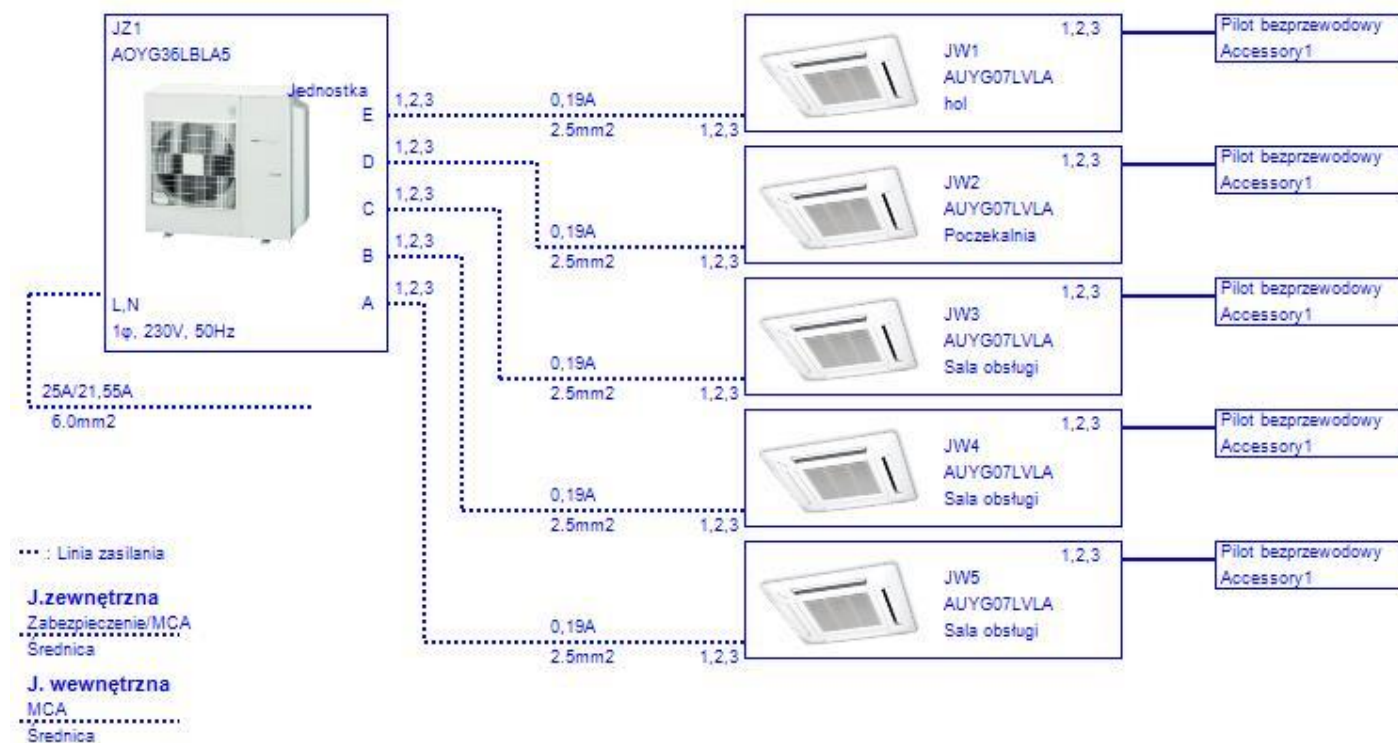 JZ1
AOYG36LBLA5
Jednostka
E
1,2,3
D
1,2,3
C
1,2,3
B
1,2,3
A
1,2,3
L,N
1φ, 230V, 50Hz
25A/21,55A
6.0mm2
0,19A
2.5mm2
1,2,3
JW1
AUYG07LVLA
hol
1,2,3
Pilot bezprzewodowy
Accessory1
0,19A
2.5mm2
1,2,3
JW2
AUYG07LVLA
Poczekalnia
1,2,3
Pilot bezprzewodowy
Accessory1
0,19A
2.5mm2
1,2,3
JW3
AUYG07LVLA
Sala obsługi
1,2,3
Pilot bezprzewodowy
Accessory1
0,19A
2.5mm2
1,2,3
JW4
AUYG07LVLA
Sala obsługi
1,2,3
Pilot bezprzewodowy
Accessory1
0,19A
2.5mm2
1,2,3
JW5
AUYG07LVLA
Sala obsługi
1,2,3
Pilot bezprzewodowy
Accessory1
: Linia zasilania
J.zewnętrzna
Zabezpieczenie/MCA
Średnica
J. wewnętrzna
MCA
Średnica